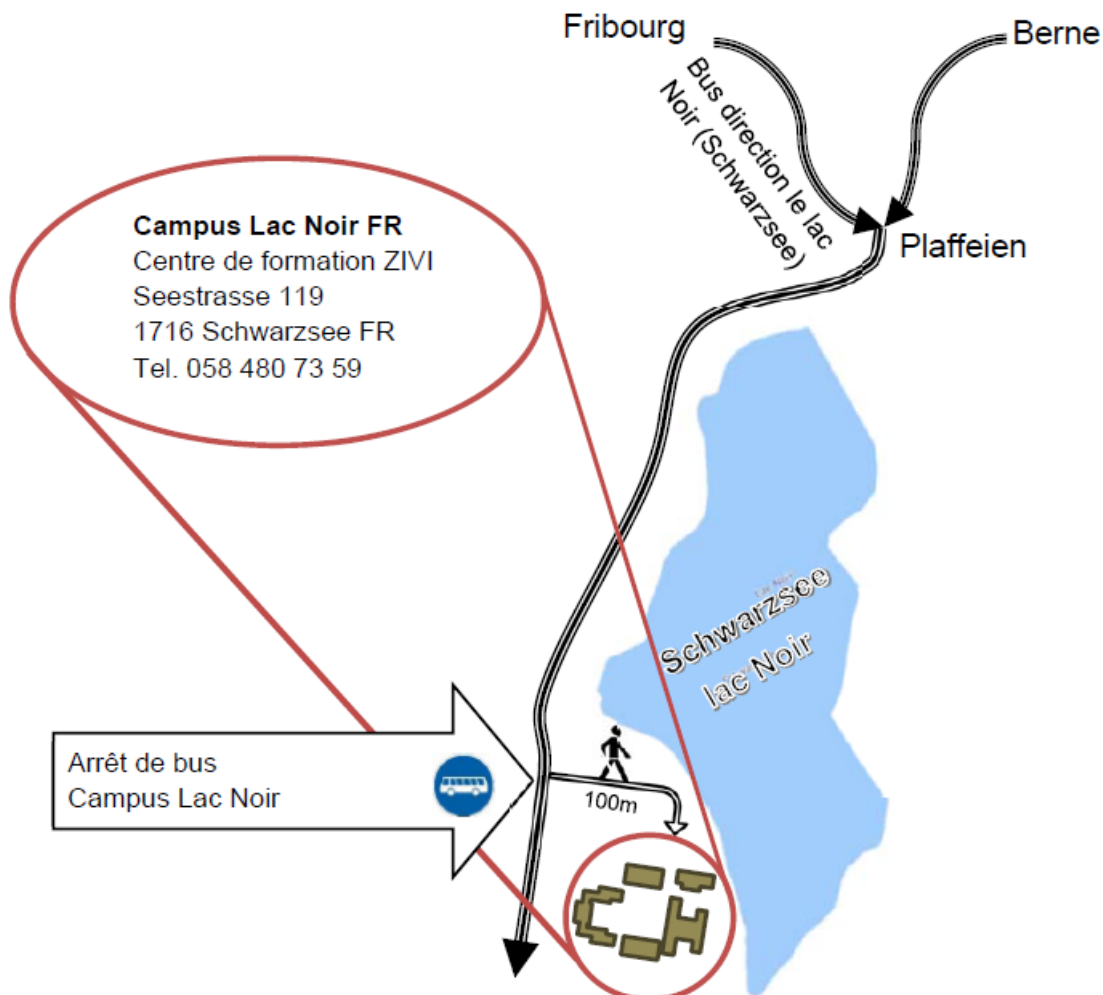 Fribourg
Berne
Bus direction le lac
Noir (Schwarzsee)
Plaffeien
Campus Lac Noir FR
Centre de formation ZIVI
Seestrasse 119
1716 Schwarzsee FR
Tel. 058 480 73 59
Schwarzsee
lac Noir
Arrêt de bus
Campus Lac Noir
100m